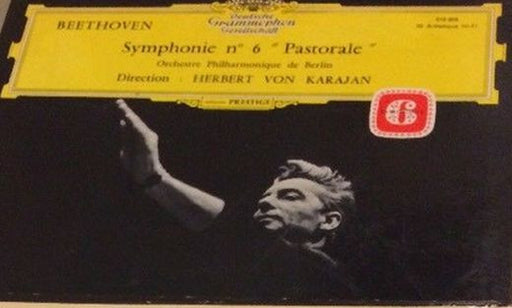 Deutsche
Grammophon
Gesellschaft
BEETHOVEN
Symphonie n° 6 " Pastorale "
Orchestre Philharmonique de Berlin
Direction : HERBERT VON KARAJAN
PRESTIGE
6